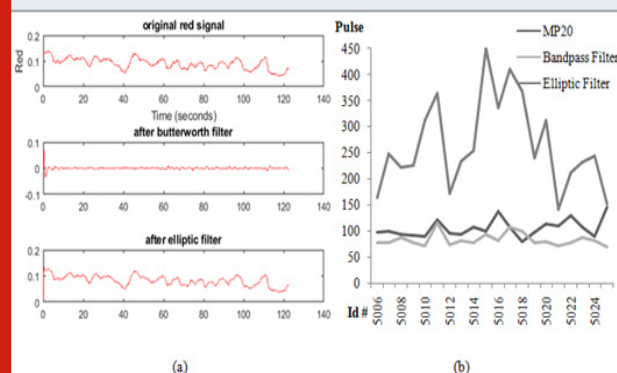 original red signal
0.2
0.1
0
Red
0 20 40 60 80 100 120 140
Time (seconds)
after butterworth filter
0.1
0
-0.1
0 20 40 60 80 100 120 140
after elliptic filter
0.2
0.1
0
0 20 40 60 80 100 120 140
(a)
Pulse
MP20
Bandpass Filter
Elliptic Filter
450
400
350
300
250
200
150
100
50
0
Id #
5006 5008 5010 5012 5014 5016 5018 5020 5022 5024
(b)